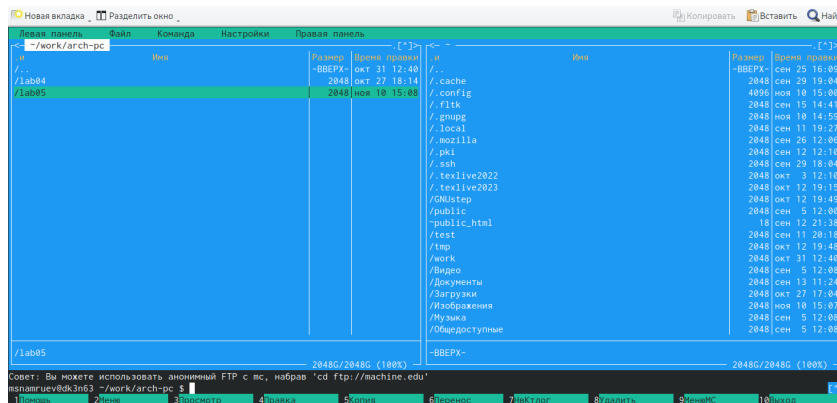 Новая вкладка Разделить окно Копировать Вставить Най
Левая панель Файл Команда Настройки Правая панель
<- ~/work/arch-pc .[^]> <- ~ .[^]>
.и Имя Размер Время правки .и Имя Размер Время правки
/.. -ВВЕРХ- окт 31 12:40 /.. -ВВЕРХ- сен 25 16:09
/lab04 2048 окт 27 18:14 /.cache 2048 сен 29 19:04
/lab05 2048 ноя 10 15:08 /.config 4096 ноя 10 15:00
/.fltk 2048 сен 15 14:41
/.gnupg 2048 ноя 10 14:59
/.local 2048 сен 11 19:27
/.mozilla 2048 сен 26 12:06
/.pki 2048 сен 12 12:10
/.ssh 2048 сен 29 18:04
/.texlive2022 2048 окт 3 12:10
/.texlive2023 2048 окт 12 19:15
/GNUstep 2048 окт 12 19:49
/public 2048 сен 5 12:00
~public_html 18 сен 12 21:38
/test 2048 сен 11 20:18
/tmp 2048 окт 12 19:48
/work 2048 окт 31 12:40
/Видео 2048 сен 5 12:08
/Документы 2048 сен 13 11:24
/Загрузки 2048 окт 27 17:04
/Изображения 2048 ноя 10 15:07
/Музыка 2048 сен 5 12:08
/Общедоступные 2048 сен 5 12:08
/lab05 -ВВЕРХ-
2048G/2048G (100%) 2048G/2048G (100%)
Совет: Вы можете использовать анонимный FTP с mc, набрав 'cd ftp://machine.edu'
msnamruev@dk3n63 ~/work/arch-pc $ [^
1Помощь 2Меню 3Просмотр 4Правка 5Копия 6Перенос 7НвКтлог 8Удалить 9МенюMC 10Выход